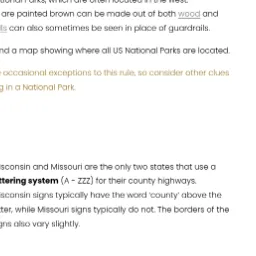 are painted brown can be made out of both wood and
can also sometimes be seen in place of guardrails.
nd a map showing where all US National Parks are located.
occasional exceptions to this rule, so consider other clues
g in a National Park.
sconsin and Missouri are the only two states that use a
ttering system (A - ZZZ) for their county highways.
sconsin signs typically have the word ‘county’ above the
tter, while Missouri signs typically do not. The borders of the
gns also vary slightly.